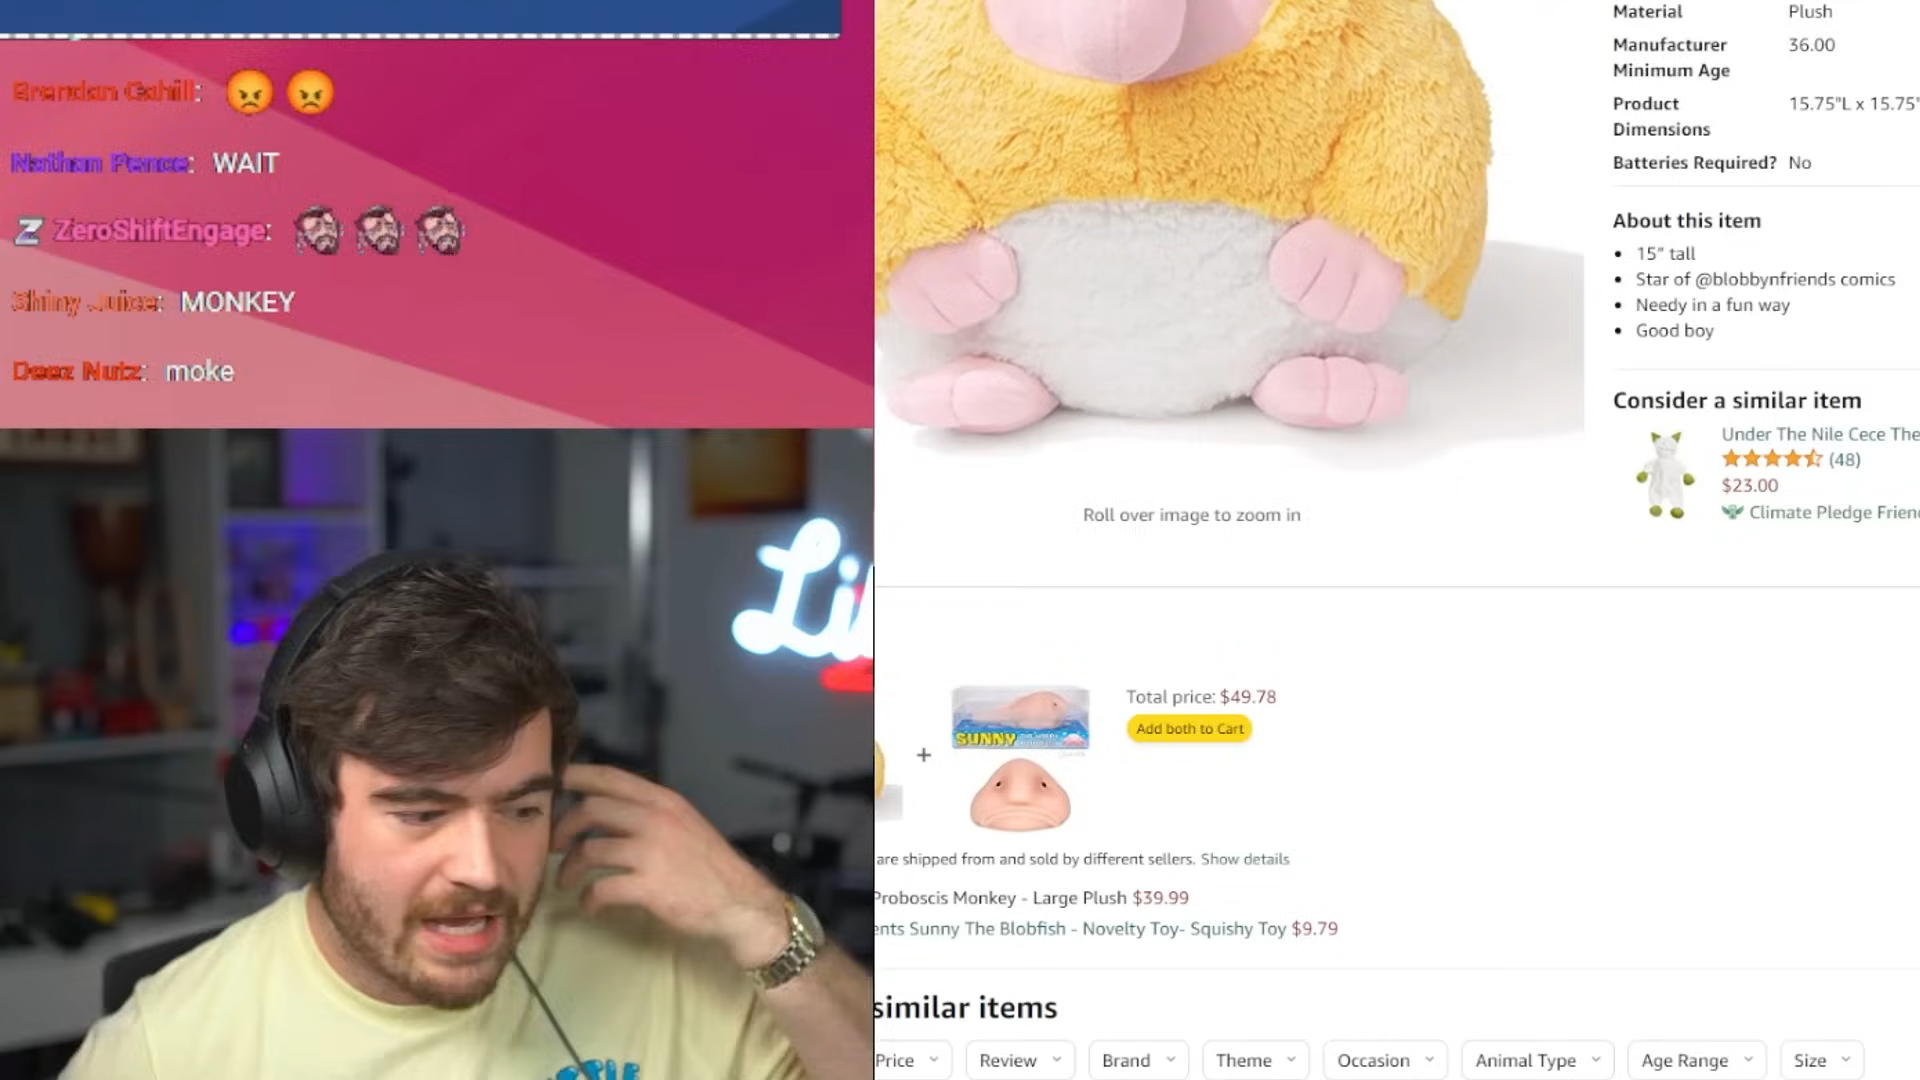 Brendan Cahill:
Nathan Pence: WAIT
Z ZeroShiftEngage:
Shiny Juice: MONKEY
Deez Nutz: moke
Li
Material Plush
Manufacturer 36.00
Minimum Age
Product 15.75"L x 15.75"
Dimensions
Batteries Required? No
About this item
• 15” tall
• Star of @blobbynfriends comics
• Needy in a fun way
• Good boy
Consider a similar item
Under The Nile Cece The
(48)
$23.00
Climate Pledge Frien
Roll over image to zoom in
+
SUNNY
Total price: $49.78
Add both to Cart
are shipped from and sold by different sellers. Show details
Proboscis Monkey - Large Plush $39.99
ents Sunny The Blobfish - Novelty Toy- Squishy Toy $9.79
similar items
Price Review Brand Theme Occasion Animal Type Age Range Size